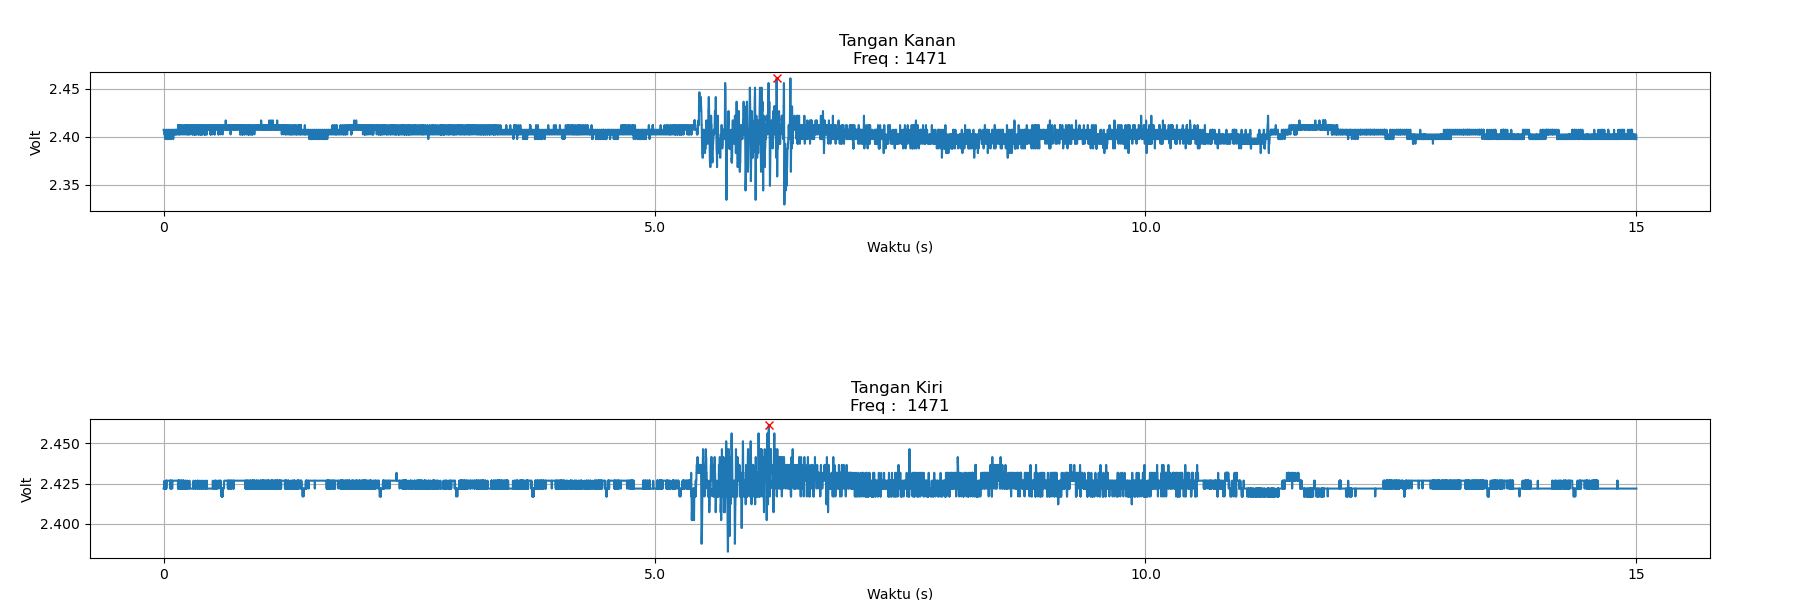 Tangan Kanan
Freq : 1471
Volt
2.45
2.40
2.35
0
5.0
10.0
15
Waktu (s)
Tangan Kiri
Freq :  1471
Volt
2.450
2.425
2.400
0
5.0
10.0
15
Waktu (s)